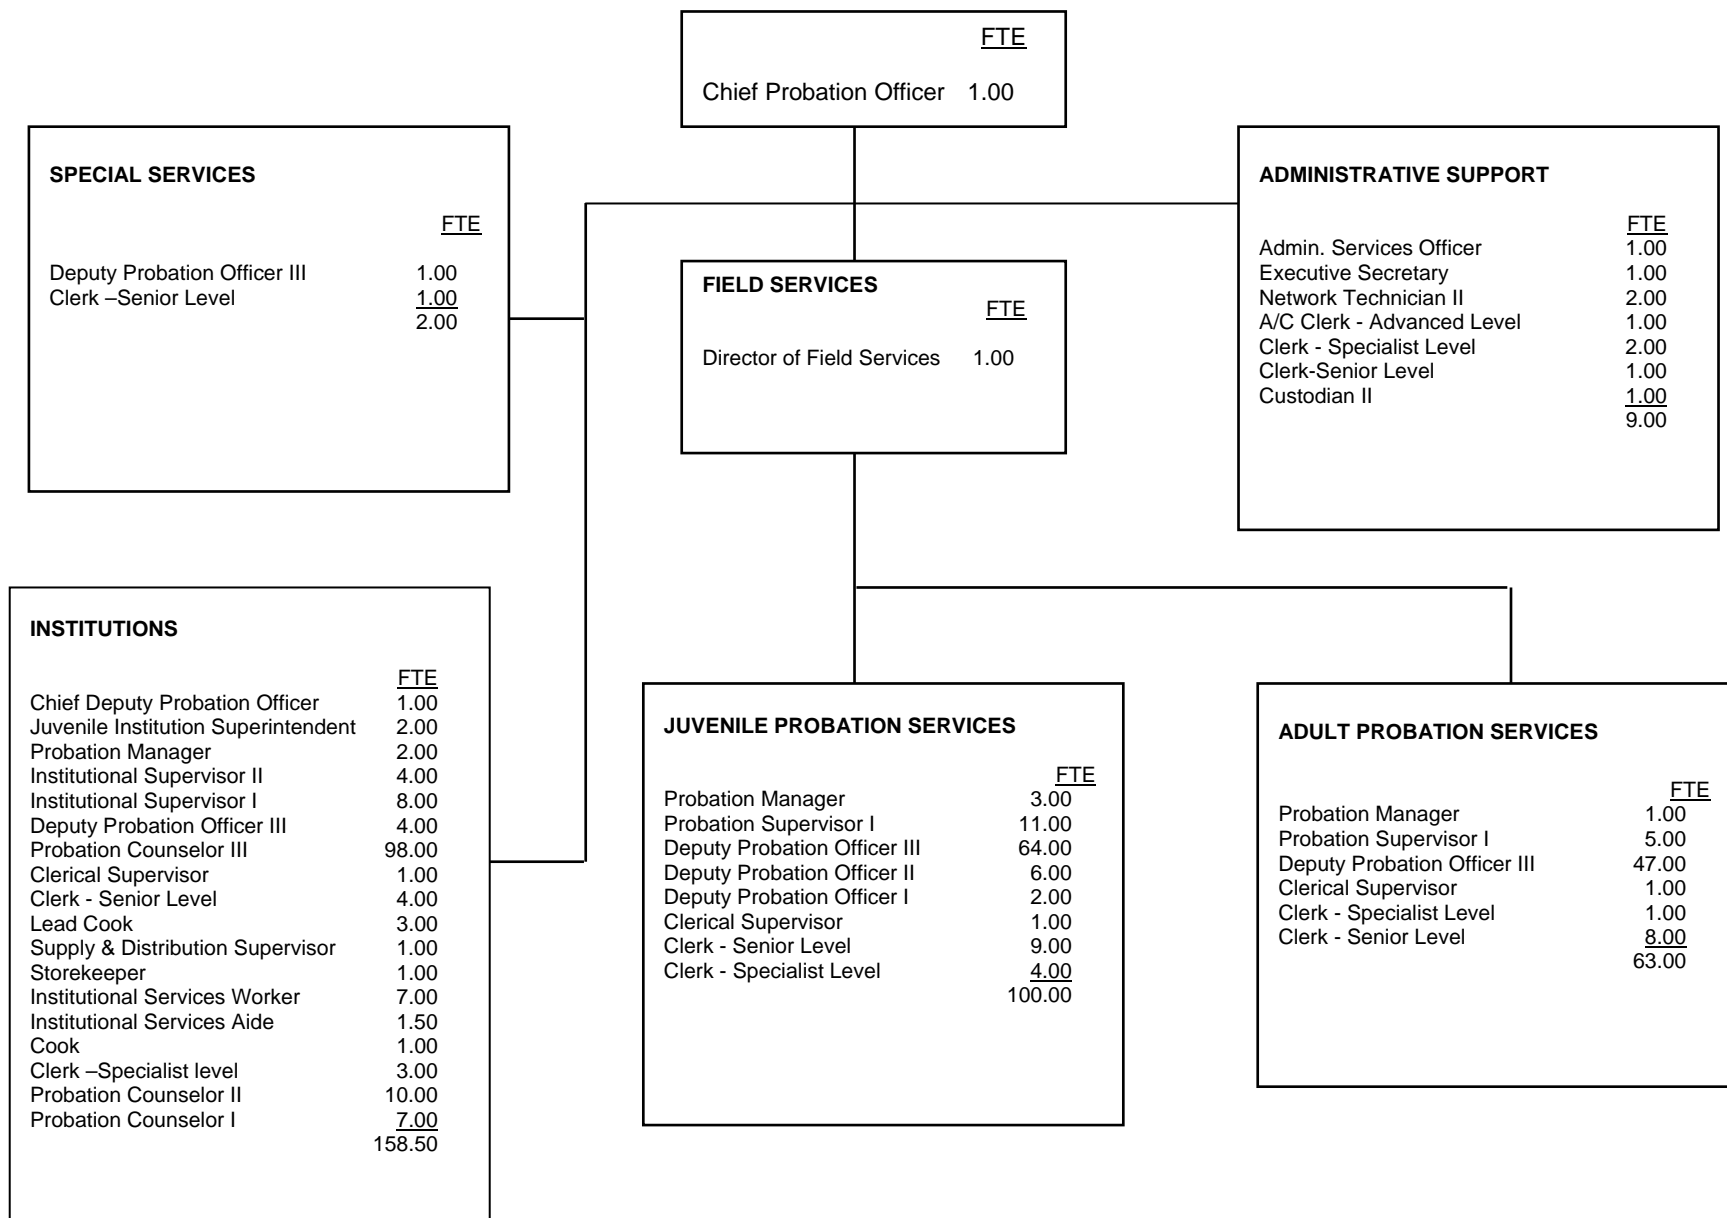 FTE
Chief Probation Officer 1.00
SPECIAL SERVICES
FTE
Deputy Probation Officer III 1.00
Clerk –Senior Level 1.00
2.00
FIELD SERVICES
FTE
Director of Field Services 1.00
ADMINISTRATIVE SUPPORT
FTE
Admin. Services Officer 1.00
Executive Secretary 1.00
Network Technician II 2.00
A/C Clerk - Advanced Level 1.00
Clerk - Specialist Level 2.00
Clerk-Senior Level 1.00
Custodian II 1.00
9.00
INSTITUTIONS
FTE
Chief Deputy Probation Officer 1.00
Juvenile Institution Superintendent 2.00
Probation Manager 2.00
Institutional Supervisor II 4.00
Institutional Supervisor I 8.00
Deputy Probation Officer III 4.00
Probation Counselor III 98.00
Clerical Supervisor 1.00
Clerk - Senior Level 4.00
Lead Cook 3.00
Supply & Distribution Supervisor 1.00
Storekeeper 1.00
Institutional Services Worker 7.00
Institutional Services Aide 1.50
Cook 1.00
Clerk –Specialist level 3.00
Probation Counselor II 10.00
Probation Counselor I 7.00
158.50
JUVENILE PROBATION SERVICES
FTE
Probation Manager 3.00
Probation Supervisor I 11.00
Deputy Probation Officer III 64.00
Deputy Probation Officer II 6.00
Deputy Probation Officer I 2.00
Clerical Supervisor 1.00
Clerk - Senior Level 9.00
Clerk - Specialist Level 4.00
100.00
ADULT PROBATION SERVICES
FTE
Probation Manager 1.00
Probation Supervisor I 5.00
Deputy Probation Officer III 47.00
Clerical Supervisor 1.00
Clerk - Specialist Level 1.00
Clerk - Senior Level 8.00
63.00